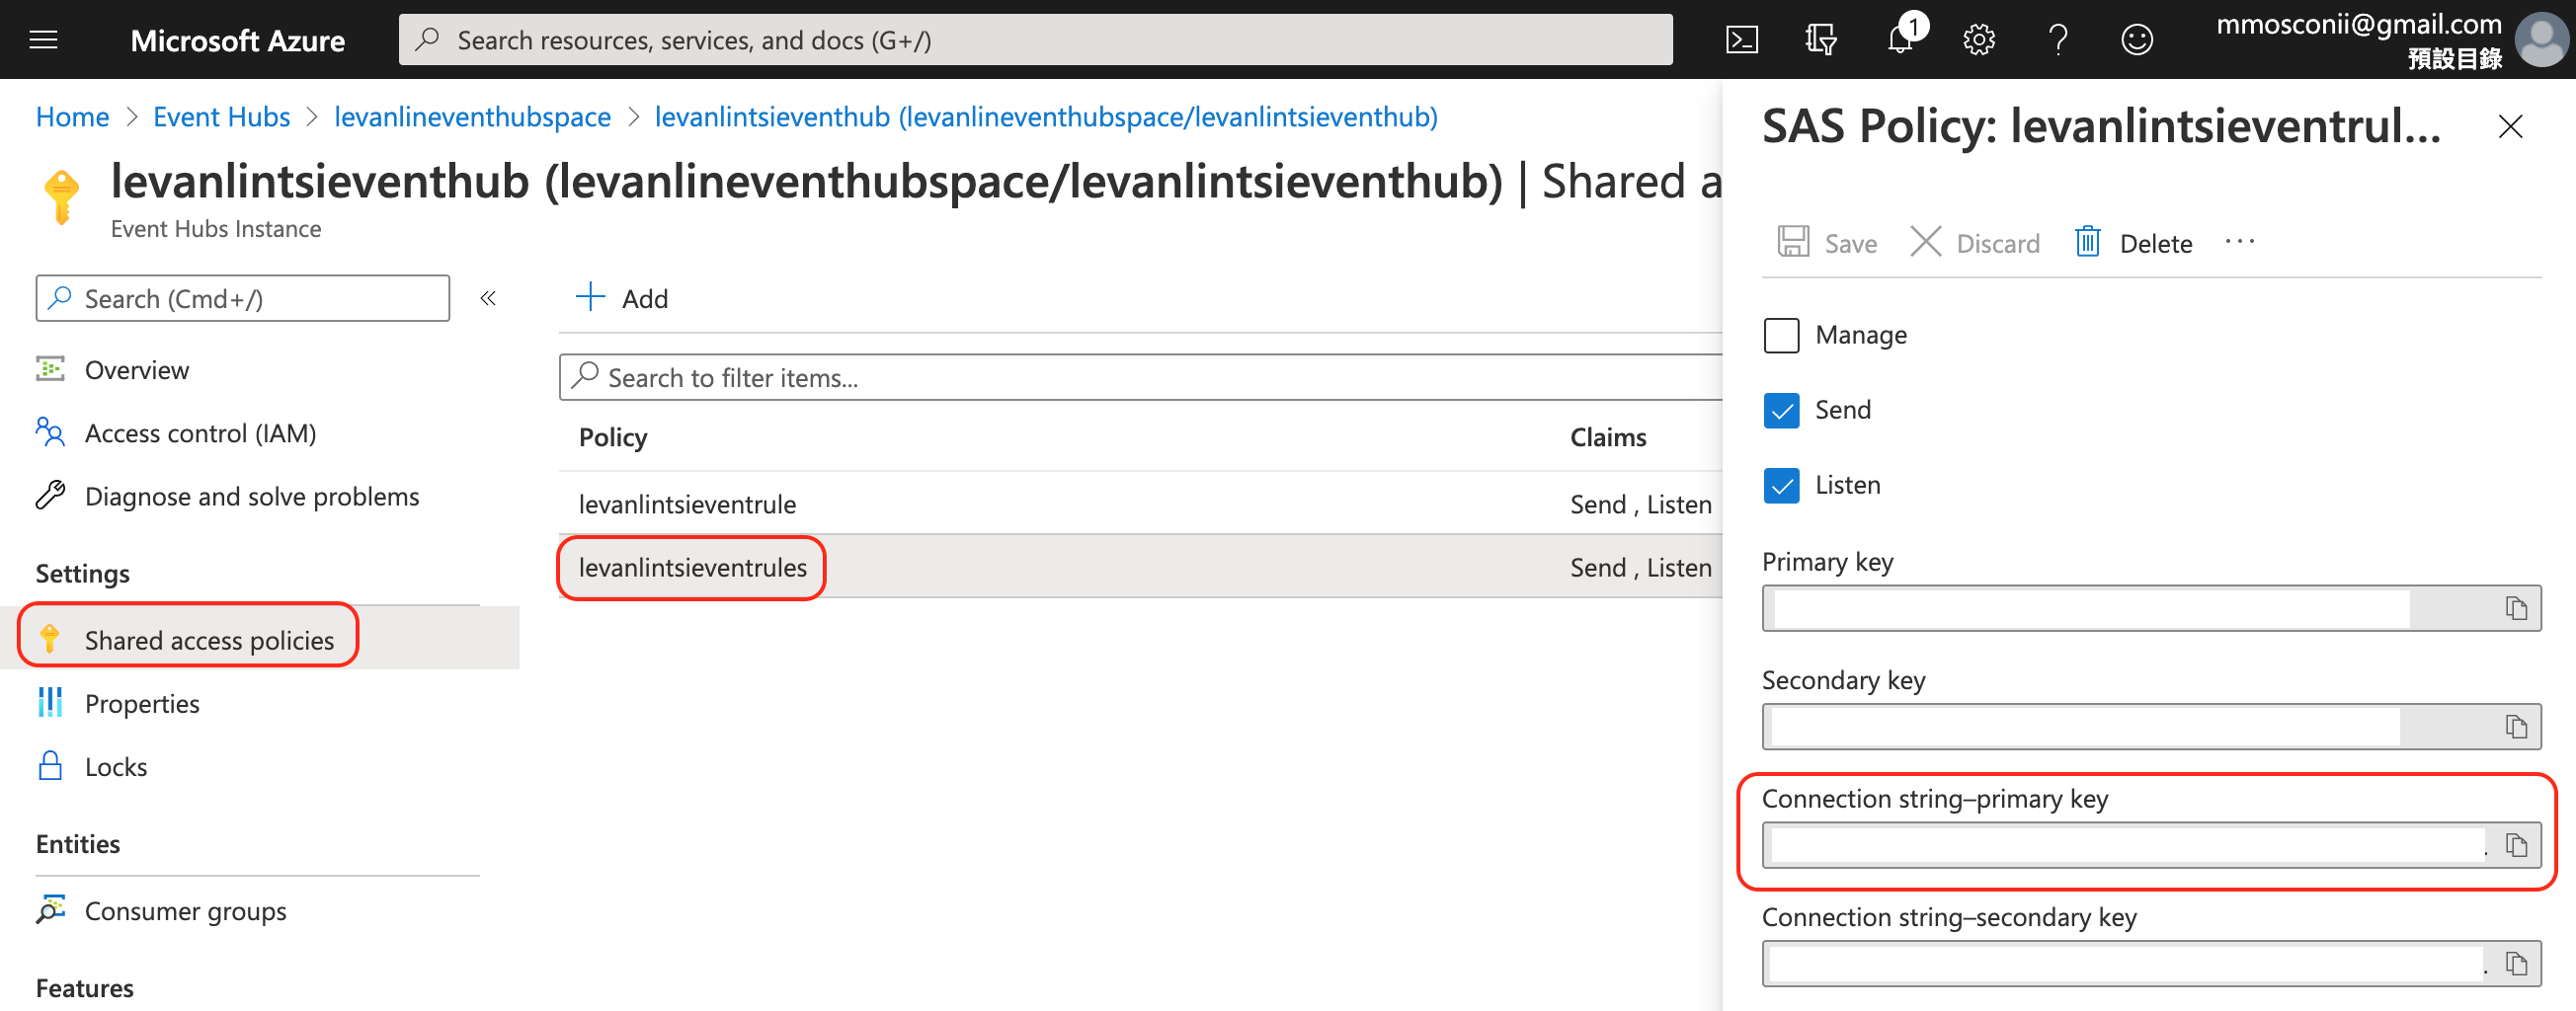 Microsoft Azure
Search resources, services, and docs (G+/)
1
mmosconii@gmail.com
預設目錄
Home > Event Hubs > levanlineventhubspace > levanlintsieventhub (levanlineventhubspace/levanlintsieventhub)
levanlintsieventhub (levanlineventhubspace/levanlintsieventhub) | Shared a
Event Hubs Instance
Search (Cmd+/)
«
Overview
Access control (IAM)
Diagnose and solve problems
Settings
Shared access policies
Properties
Locks
Entities
Consumer groups
Features
Add
Search to filter items...
Policy Claims
levanlintsieventrule Send , Listen
levanlintsieventrules Send , Listen
SAS Policy: levanlintsieventrul...
Save Discard Delete ...
Manage
Send
Listen
Primary key
Secondary key
Connection string–primary key
.
Connection string–secondary key
.